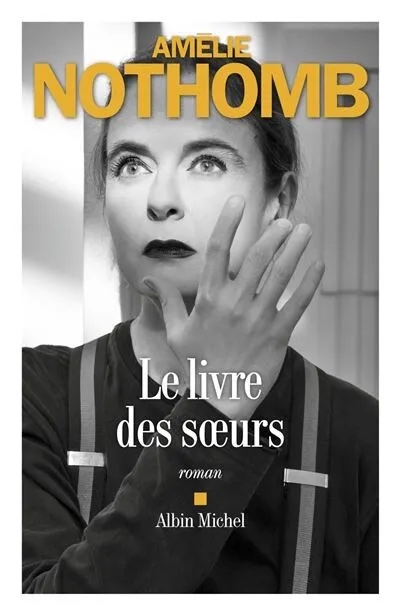 AMÉLIE
NOTHOMB
Le livre
des sœurs
roman
Albin Michel